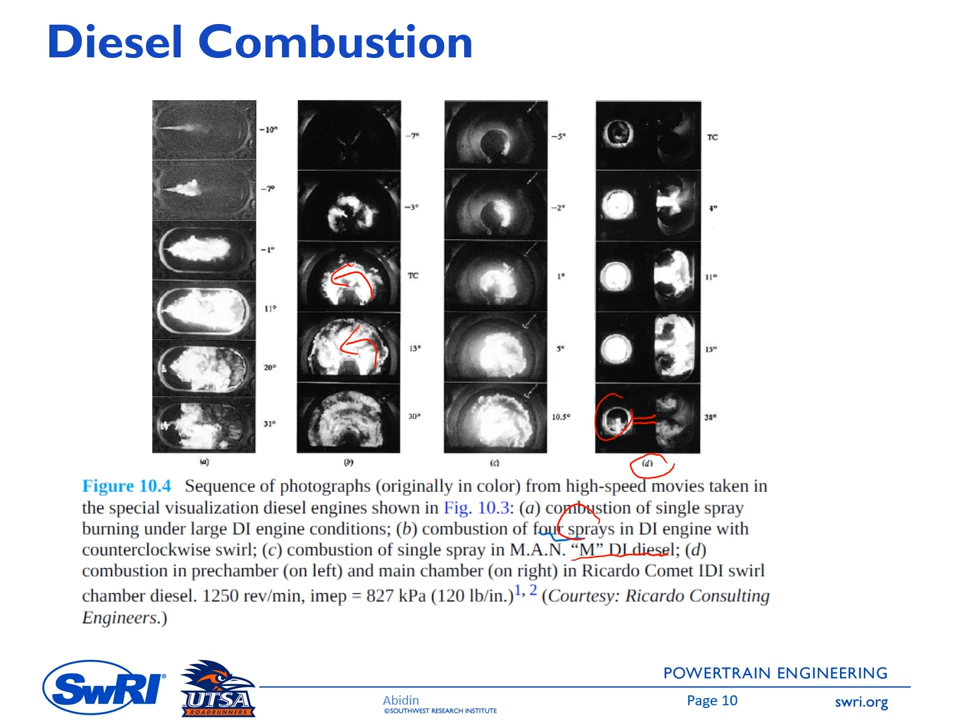 Diesel Combustion
−10° −7° −5° TC
−7° −3° −2° 4°
−1° TC 1° 11°
11° 13° 5° 15°
20° 30° 10.5° 38°
31°
(a) (b) (c) (d)
Figure 10.4 Sequence of photographs (originally in color) from high-speed movies taken in
the special visualization diesel engines shown in Fig. 10.3: (a) combustion of single spray
burning under large DI engine conditions; (b) combustion of four sprays in DI engine with
counterclockwise swirl; (c) combustion of single spray in M.A.N. “M” DI diesel; (d)
combustion in prechamber (on left) and main chamber (on right) in Ricardo Comet IDI swirl
chamber diesel. 1250 rev/min, imep = 827 kPa (120 lb/in.)1, 2 (Courtesy: Ricardo Consulting
Engineers.)
SwRI
UTSA
ROADRUNNERS
POWERTRAIN ENGINEERING
Abidin
©SOUTHWEST RESEARCH INSTITUTE
Page 10
swri.org